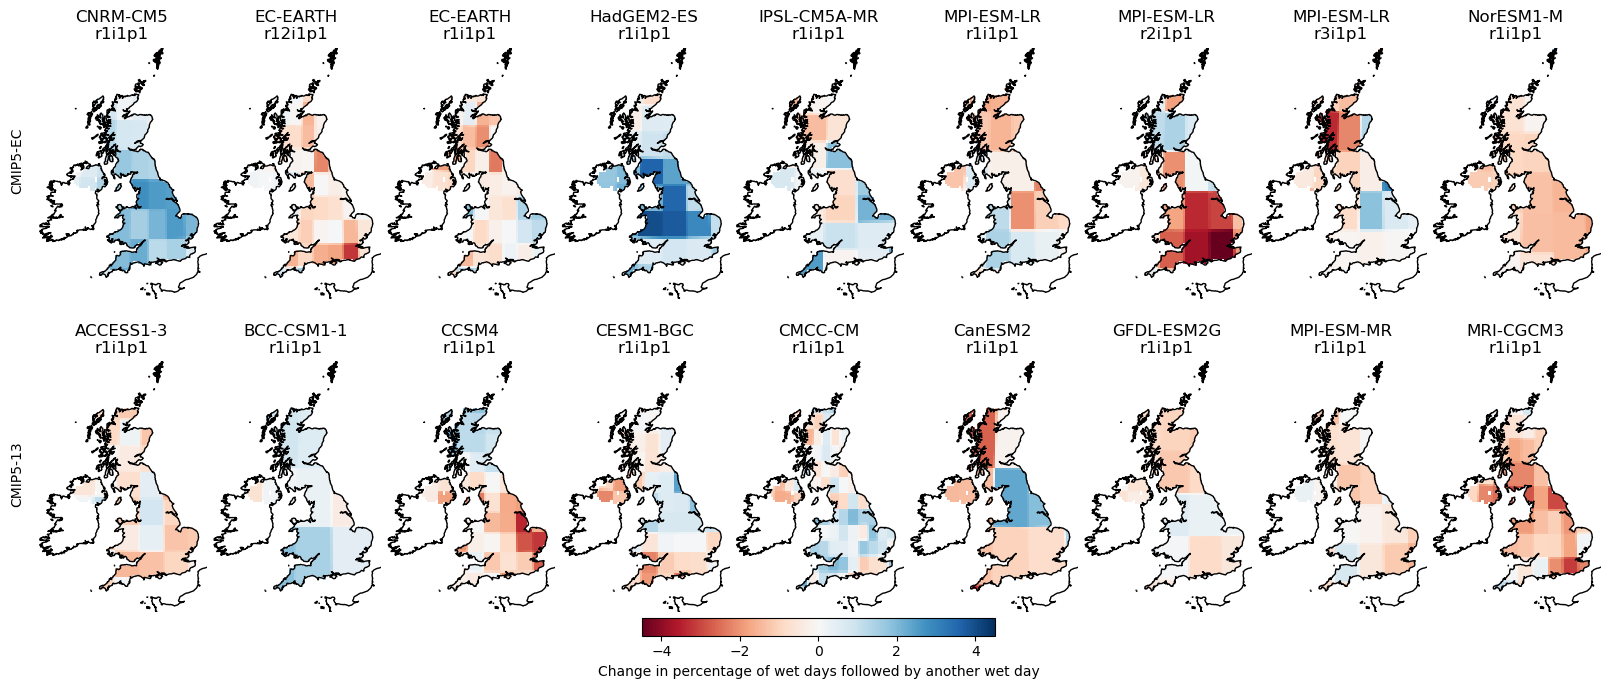 CNRM-CM5
r1i1p1
EC-EARTH
r12i1p1
EC-EARTH
r1i1p1
HadGEM2-ES
r1i1p1
IPSL-CM5A-MR
r1i1p1
MPI-ESM-LR
r1i1p1
MPI-ESM-LR
r2i1p1
MPI-ESM-LR
r3i1p1
NorESM1-M
r1i1p1
CMIP5-EC
ACCESS1-3
r1i1p1
BCC-CSM1-1
r1i1p1
CCSM4
r1i1p1
CESM1-BGC
r1i1p1
CMCC-CM
r1i1p1
CanESM2
r1i1p1
GFDL-ESM2G
r1i1p1
MPI-ESM-MR
r1i1p1
MRI-CGCM3
r1i1p1
CMIP5-13
−4 −2 0 2 4
Change in percentage of wet days followed by another wet day